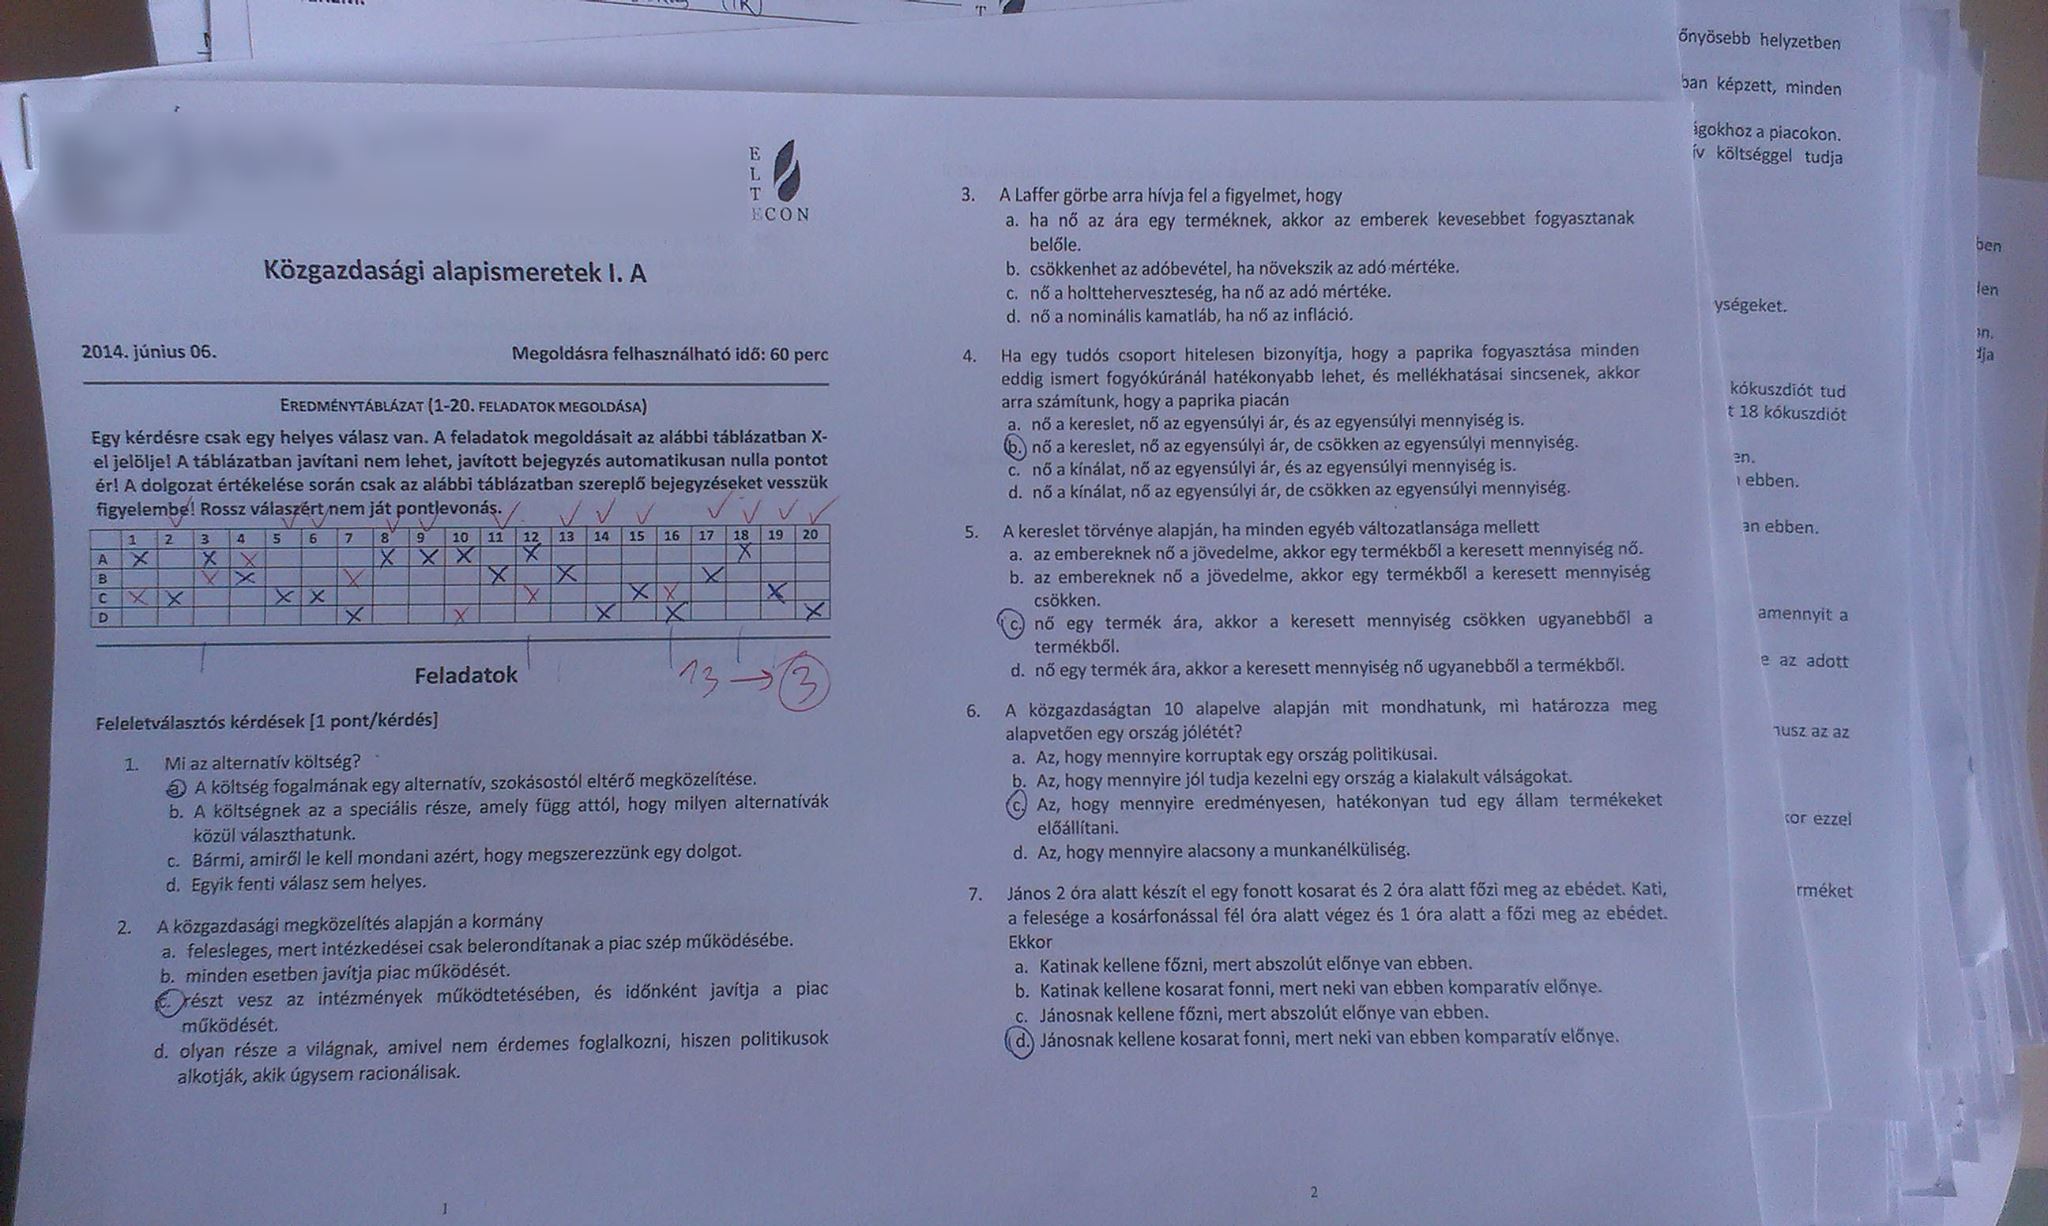 E
L
T
ECON
Közgazdasági alapismeretek I. A
2014. június 06. Megoldásra felhasználható idő: 60 perc
EREDMÉNYTÁBLÁZAT (1-20. FELADATOK MEGOLDÁSA)
Egy kérdésre csak egy helyes válasz van. A feladatok megoldásait az alábbi táblázatban X-
el jelölje! A táblázatban javítani nem lehet, javított bejegyzés automatikusan nulla pontot
ér! A dolgozat értékelése során csak az alábbi táblázatban szereplő bejegyzéseket vesszük
figyelembe! Rossz válaszért nem ját pontlevonás.
1 2 3 4 5 6 7 8 9 10 11 12 13 14 15 16 17 18 19 20
A X X X X X X X X
B X X X X X X
C X X X X X X X X
D X X X X X
13 → 3
Feladatok
Feleletválasztós kérdések [1 pont/kérdés]
1. Mi az alternatív költség?
a. A költség fogalmának egy alternatív, szokásostól eltérő megközelítése.
b. A költségnek az a speciális része, amely függ attól, hogy milyen alternatívák
közül választhatunk.
c. Bármi, amiről le kell mondani azért, hogy megszerezzünk egy dolgot.
d. Egyik fenti válasz sem helyes.
2. A közgazdasági megközelítés alapján a kormány
a. felesleges, mert intézkedései csak belerondítanak a piac szép működésébe.
b. minden esetben javítja piac működését.
c. részt vesz az intézmények működtetésében, és időnként javítja a piac
működését.
d. olyan része a világnak, amivel nem érdemes foglalkozni, hiszen politikusok
alkotják, akik úgysem racionálisak.
1
3. A Laffer görbe arra hívja fel a figyelmet, hogy
a. ha nő az ára egy terméknek, akkor az emberek kevesebbet fogyasztanak
belőle.
b. csökkenhet az adóbevétel, ha növekszik az adó mértéke.
c. nő a holtteherveszteség, ha nő az adó mértéke.
d. nő a nominális kamatláb, ha nő az infláció.
4. Ha egy tudós csoport hitelesen bizonyítja, hogy a paprika fogyasztása minden
eddig ismert fogyókúránál hatékonyabb lehet, és mellékhatásai sincsenek, akkor
arra számítunk, hogy a paprika piacán
a. nő a kereslet, nő az egyensúlyi ár, és az egyensúlyi mennyiség is.
b. nő a kereslet, nő az egyensúlyi ár, de csökken az egyensúlyi mennyiség.
c. nő a kínálat, nő az egyensúlyi ár, és az egyensúlyi mennyiség is.
d. nő a kínálat, nő az egyensúlyi ár, de csökken az egyensúlyi mennyiség.
5. A kereslet törvénye alapján, ha minden egyéb változatlansága mellett
a. az embereknek nő a jövedelme, akkor egy termékből a keresett mennyiség nő.
b. az embereknek nő a jövedelme, akkor egy termékből a keresett mennyiség
csökken.
c. nő egy termék ára, akkor a keresett mennyiség csökken ugyanebből a
termékből.
d. nő egy termék ára, akkor a keresett mennyiség nő ugyanebből a termékből.
6. A közgazdaságtan 10 alapelve alapján mit mondhatunk, mi határozza meg
alapvetően egy ország jólétét?
a. Az, hogy mennyire korruptak egy ország politikusai.
b. Az, hogy mennyire jól tudja kezelni egy ország a kialakult válságokat.
c. Az, hogy mennyire eredményesen, hatékonyan tud egy állam termékeket
előállítani.
d. Az, hogy mennyire alacsony a munkanélküliség.
7. János 2 óra alatt készít el egy fonott kosarat és 2 óra alatt főzi meg az ebédet. Kati,
a felesége a kosárfonással fél óra alatt végez és 1 óra alatt a főzi meg az ebédet.
Ekkor
a. Katinak kellene főzni, mert abszolút előnye van ebben.
b. Katinak kellene kosarat fonni, mert neki van ebben komparatív előnye.
c. Jánosnak kellene főzni, mert abszolút előnye van ebben.
d. Jánosnak kellene kosarat fonni, mert neki van ebben komparatív előnye.
2
őnyösebb helyzetben
ban képzett, minden
ágokhoz a piacokon.
ív költséggel tudja
ységeket.
kókuszdiót tud
t 18 kókuszdiót
en.
ebben.
an ebben.
amennyit a
e az adott
nusz az az
kor ezzel
rméket
ben
len
an.
dja